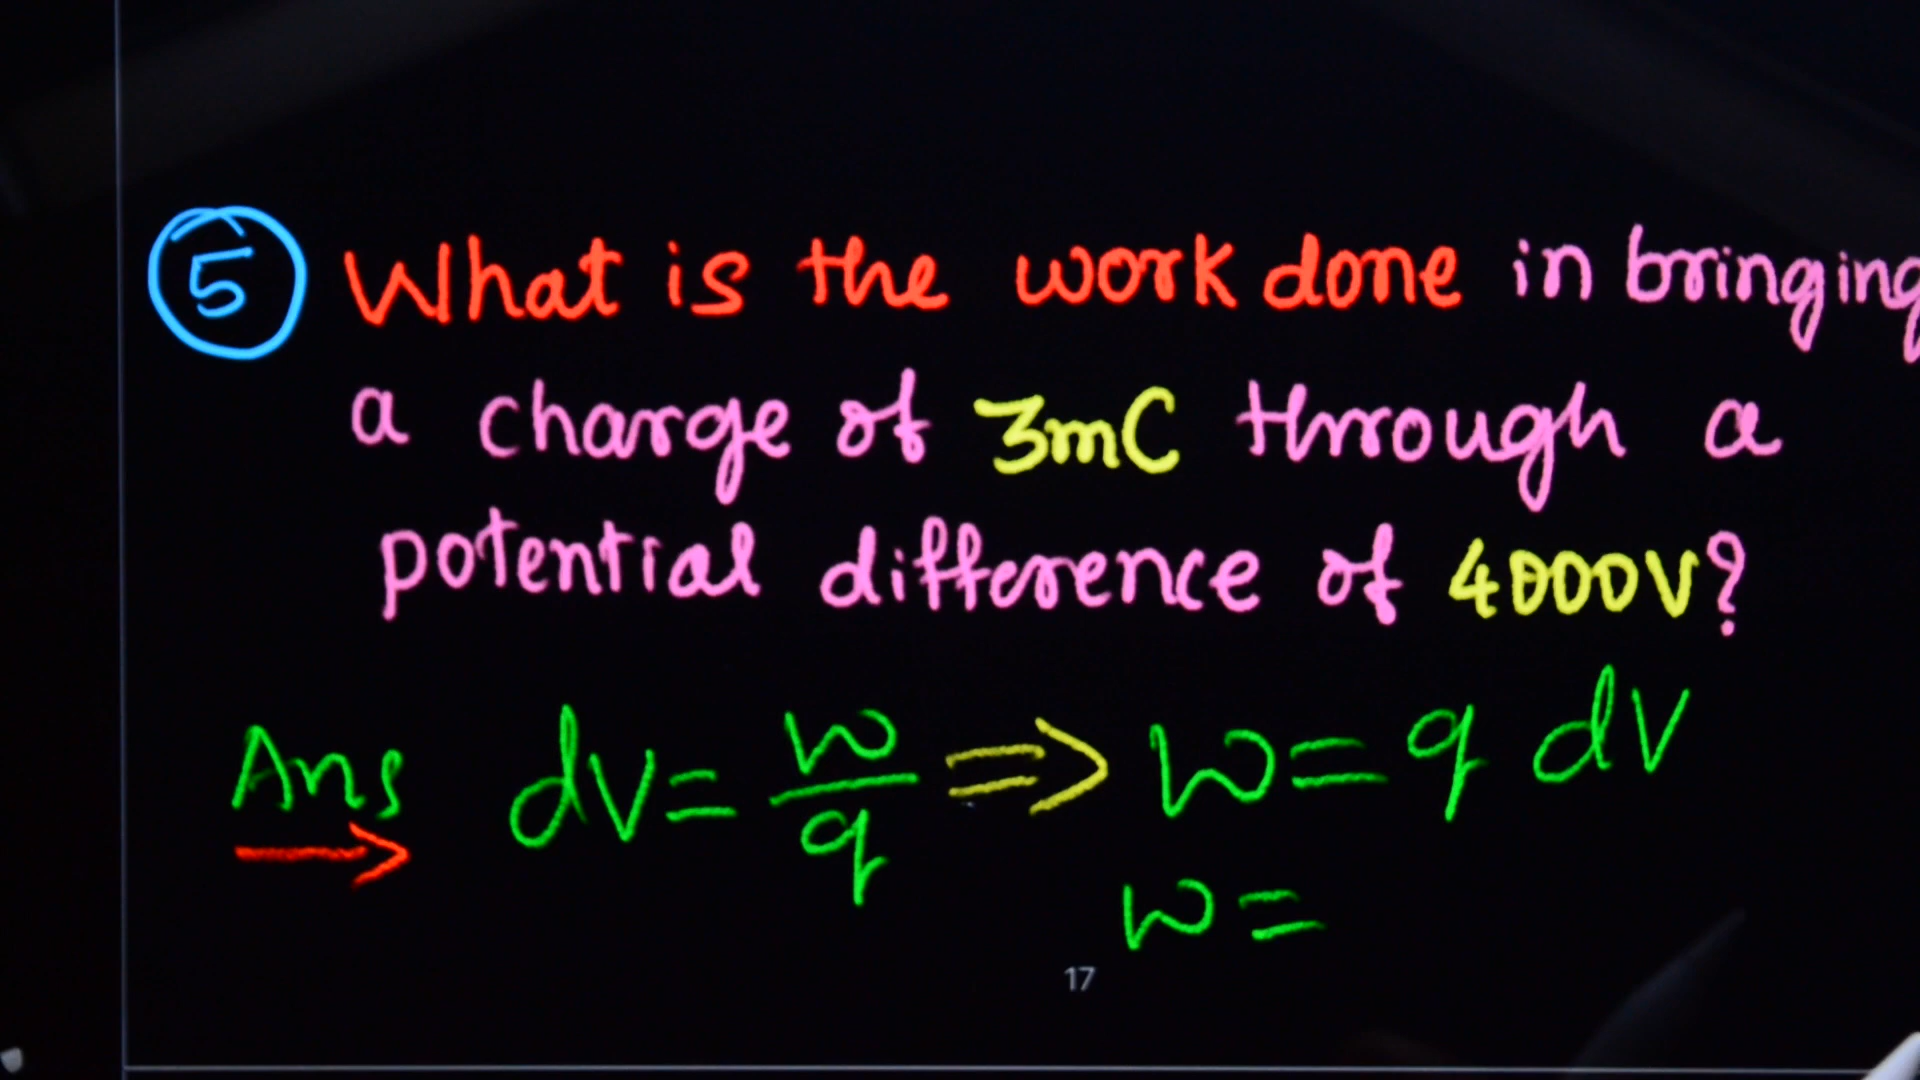 5 What is the work done in bringing
a charge of 3mC through a
potential difference of 4000V?
Ans dV = w/q ⇒ w = q dV
w =
17